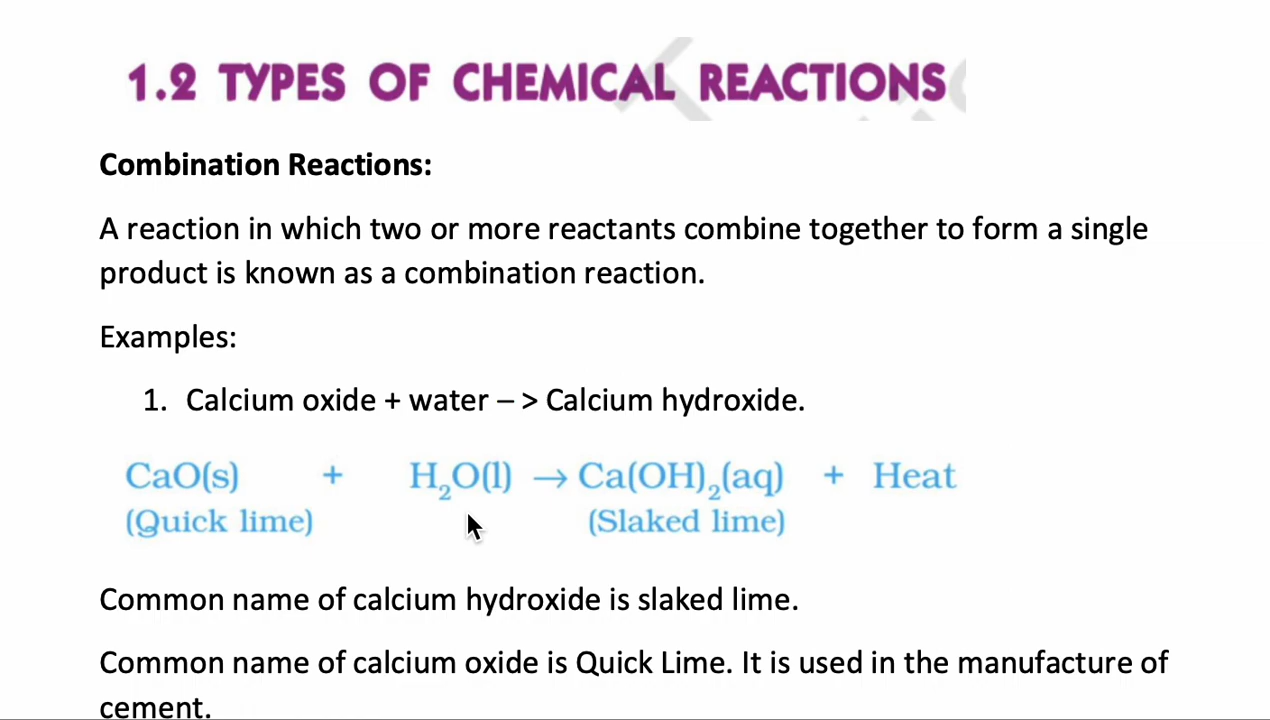 1.2 TYPES OF CHEMICAL REACTIONS
Combination Reactions:
A reaction in which two or more reactants combine together to form a single
product is known as a combination reaction.
Examples:
1. Calcium oxide + water – > Calcium hydroxide.
CaO(s) + H₂O(l) → Ca(OH)₂(aq) + Heat
(Quick lime) (Slaked lime)
Common name of calcium hydroxide is slaked lime.
Common name of calcium oxide is Quick Lime. It is used in the manufacture of
cement.